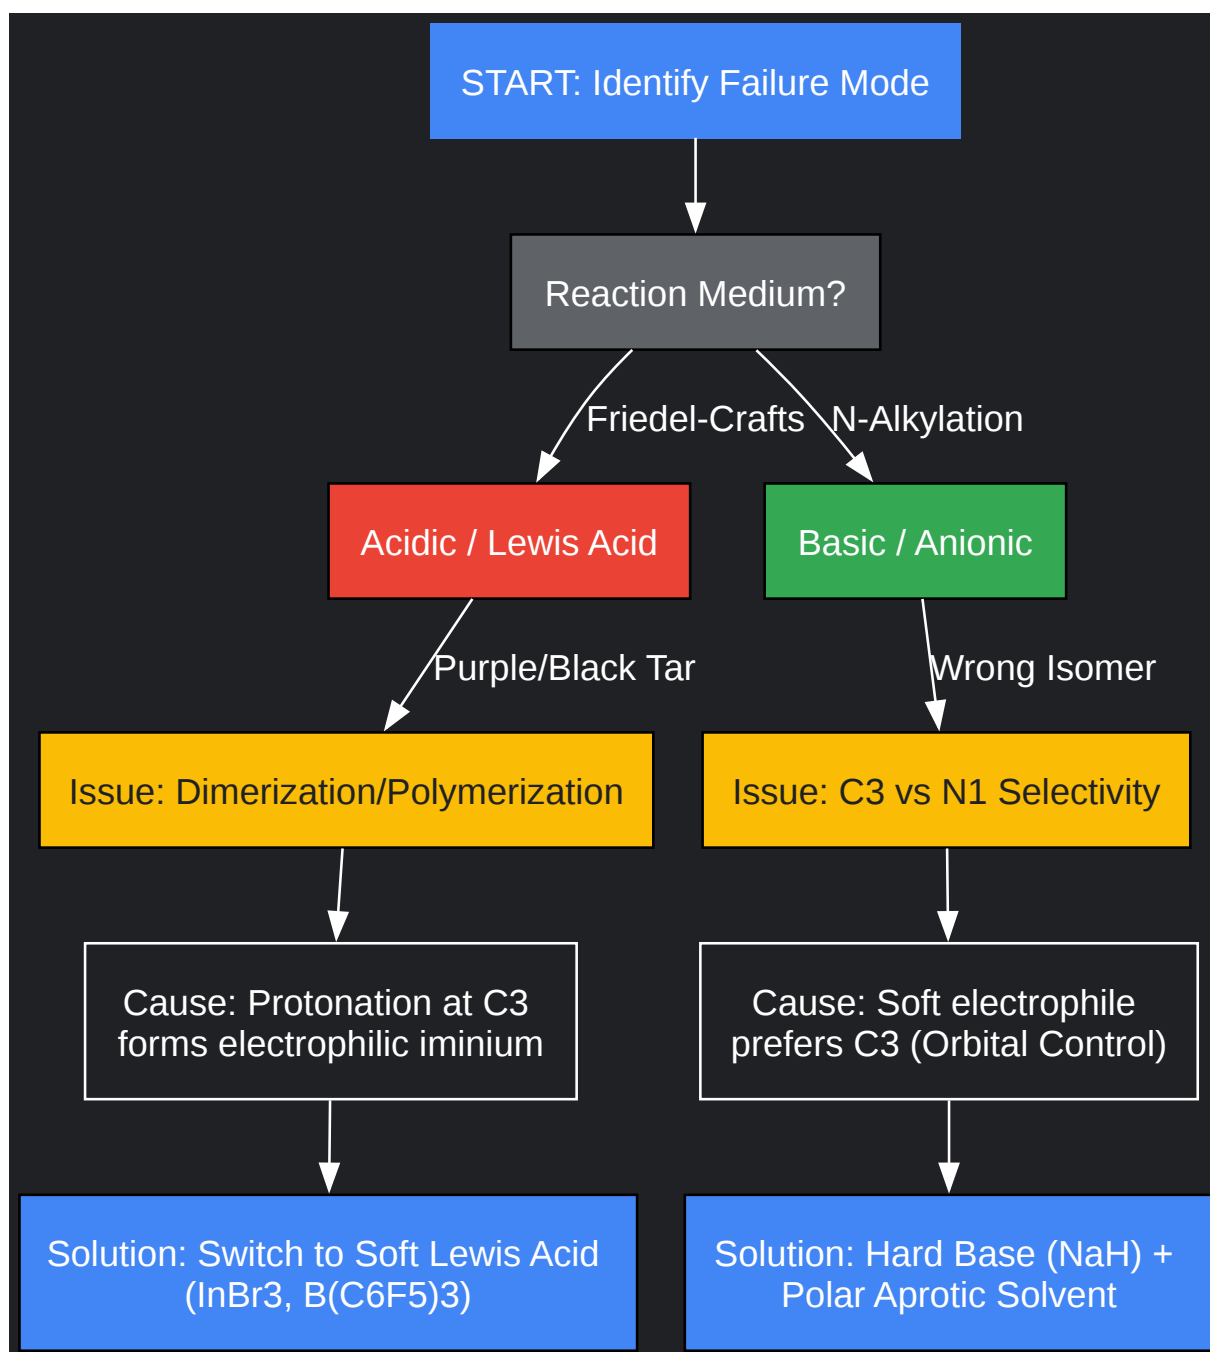 START: Identify Failure Mode
Reaction Medium?
Friedel-Crafts
N-Alkylation
Acidic / Lewis Acid
Basic / Anionic
Purple/Black Tar
Wrong Isomer
Issue: Dimerization/Polymerization
Issue: C3 vs N1 Selectivity
Cause: Protonation at C3
forms electrophilic iminium
Cause: Soft electrophile
prefers C3 (Orbital Control)
Solution: Switch to Soft Lewis Acid
(InBr3, B(C6F5)3)
Solution: Hard Base (NaH) +
Polar Aprotic Solvent